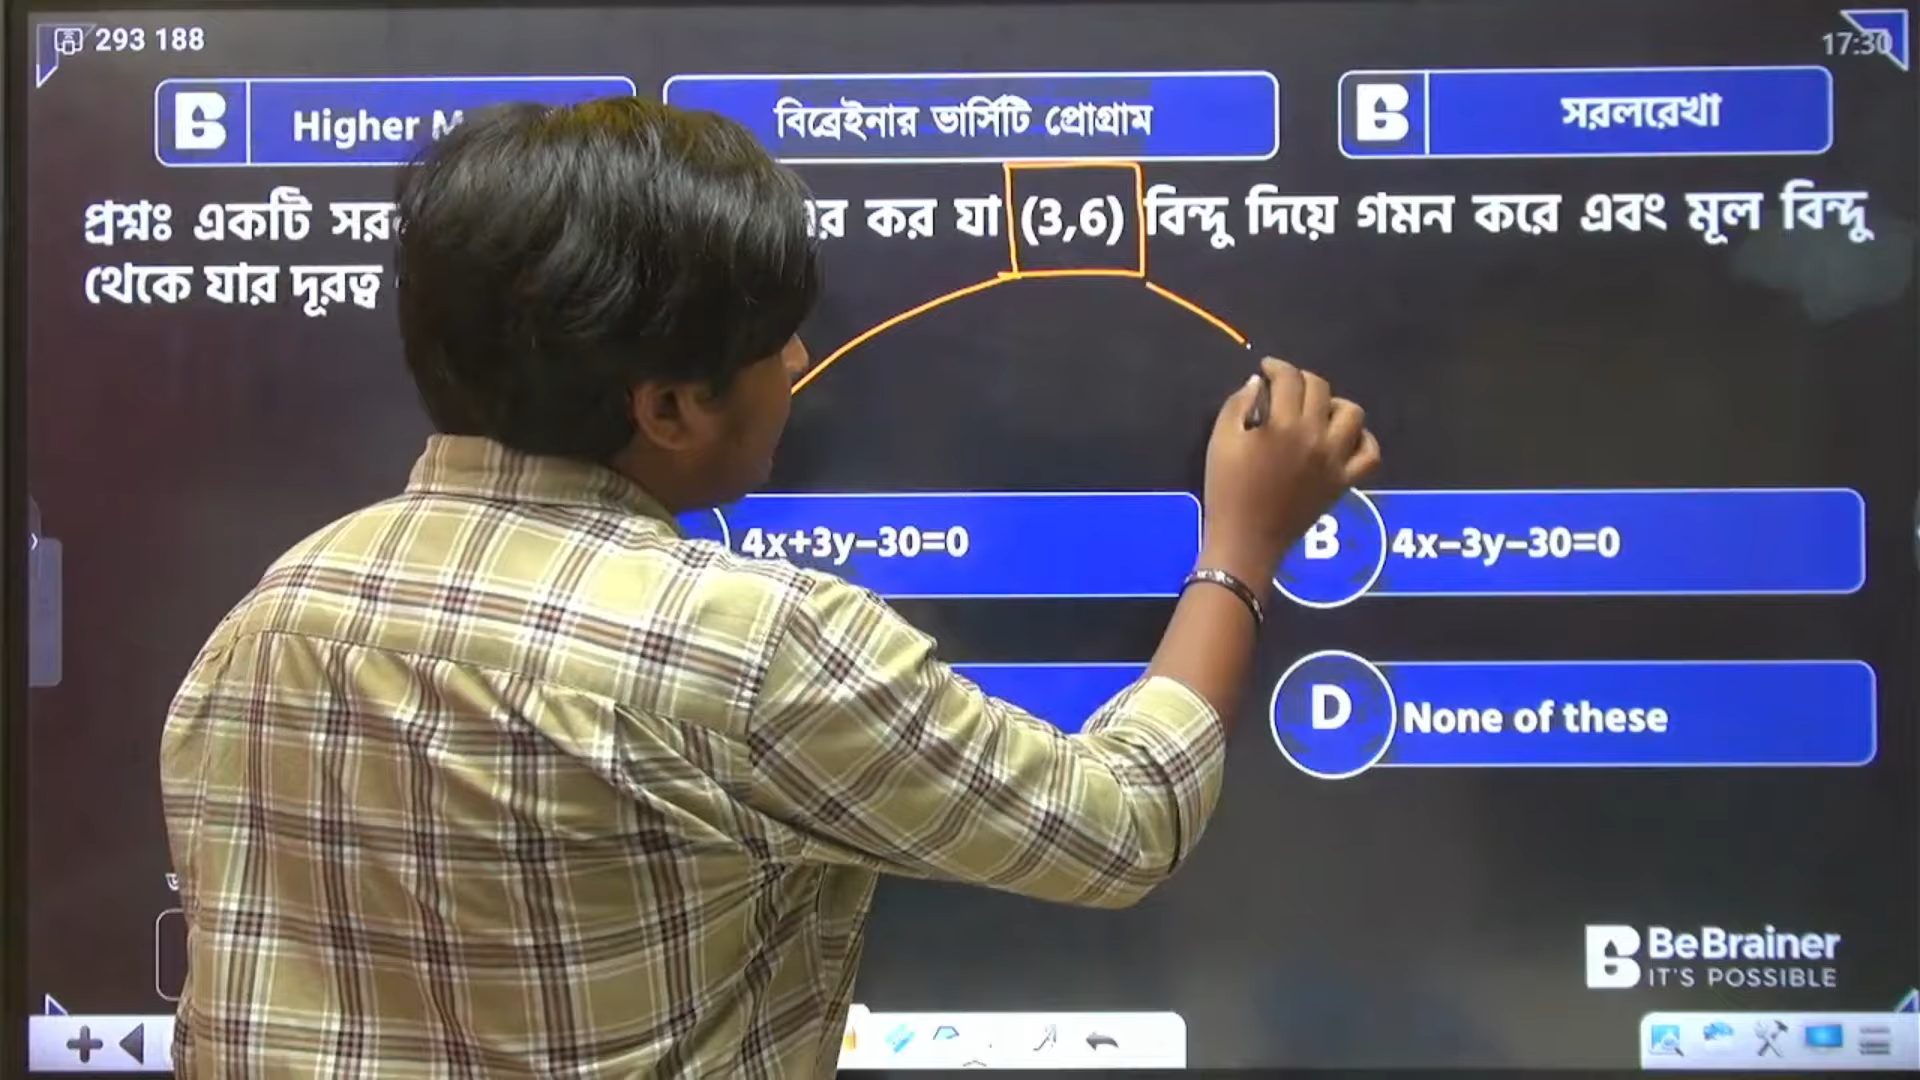 293 188
17:30
Higher
বিব্রেইনার ভার্সিটি প্রোগ্রাম
সরলরেখা
প্রশ্নঃ একটি কর যা (3,6) বিন্দু দিয়ে গমন করে এবং মূল বিন্দু
থেকে যার দূরত্ব
4x+3y–30=0
B 4x–3y–30=0
D None of these
BeBrainer
IT'S POSSIBLE